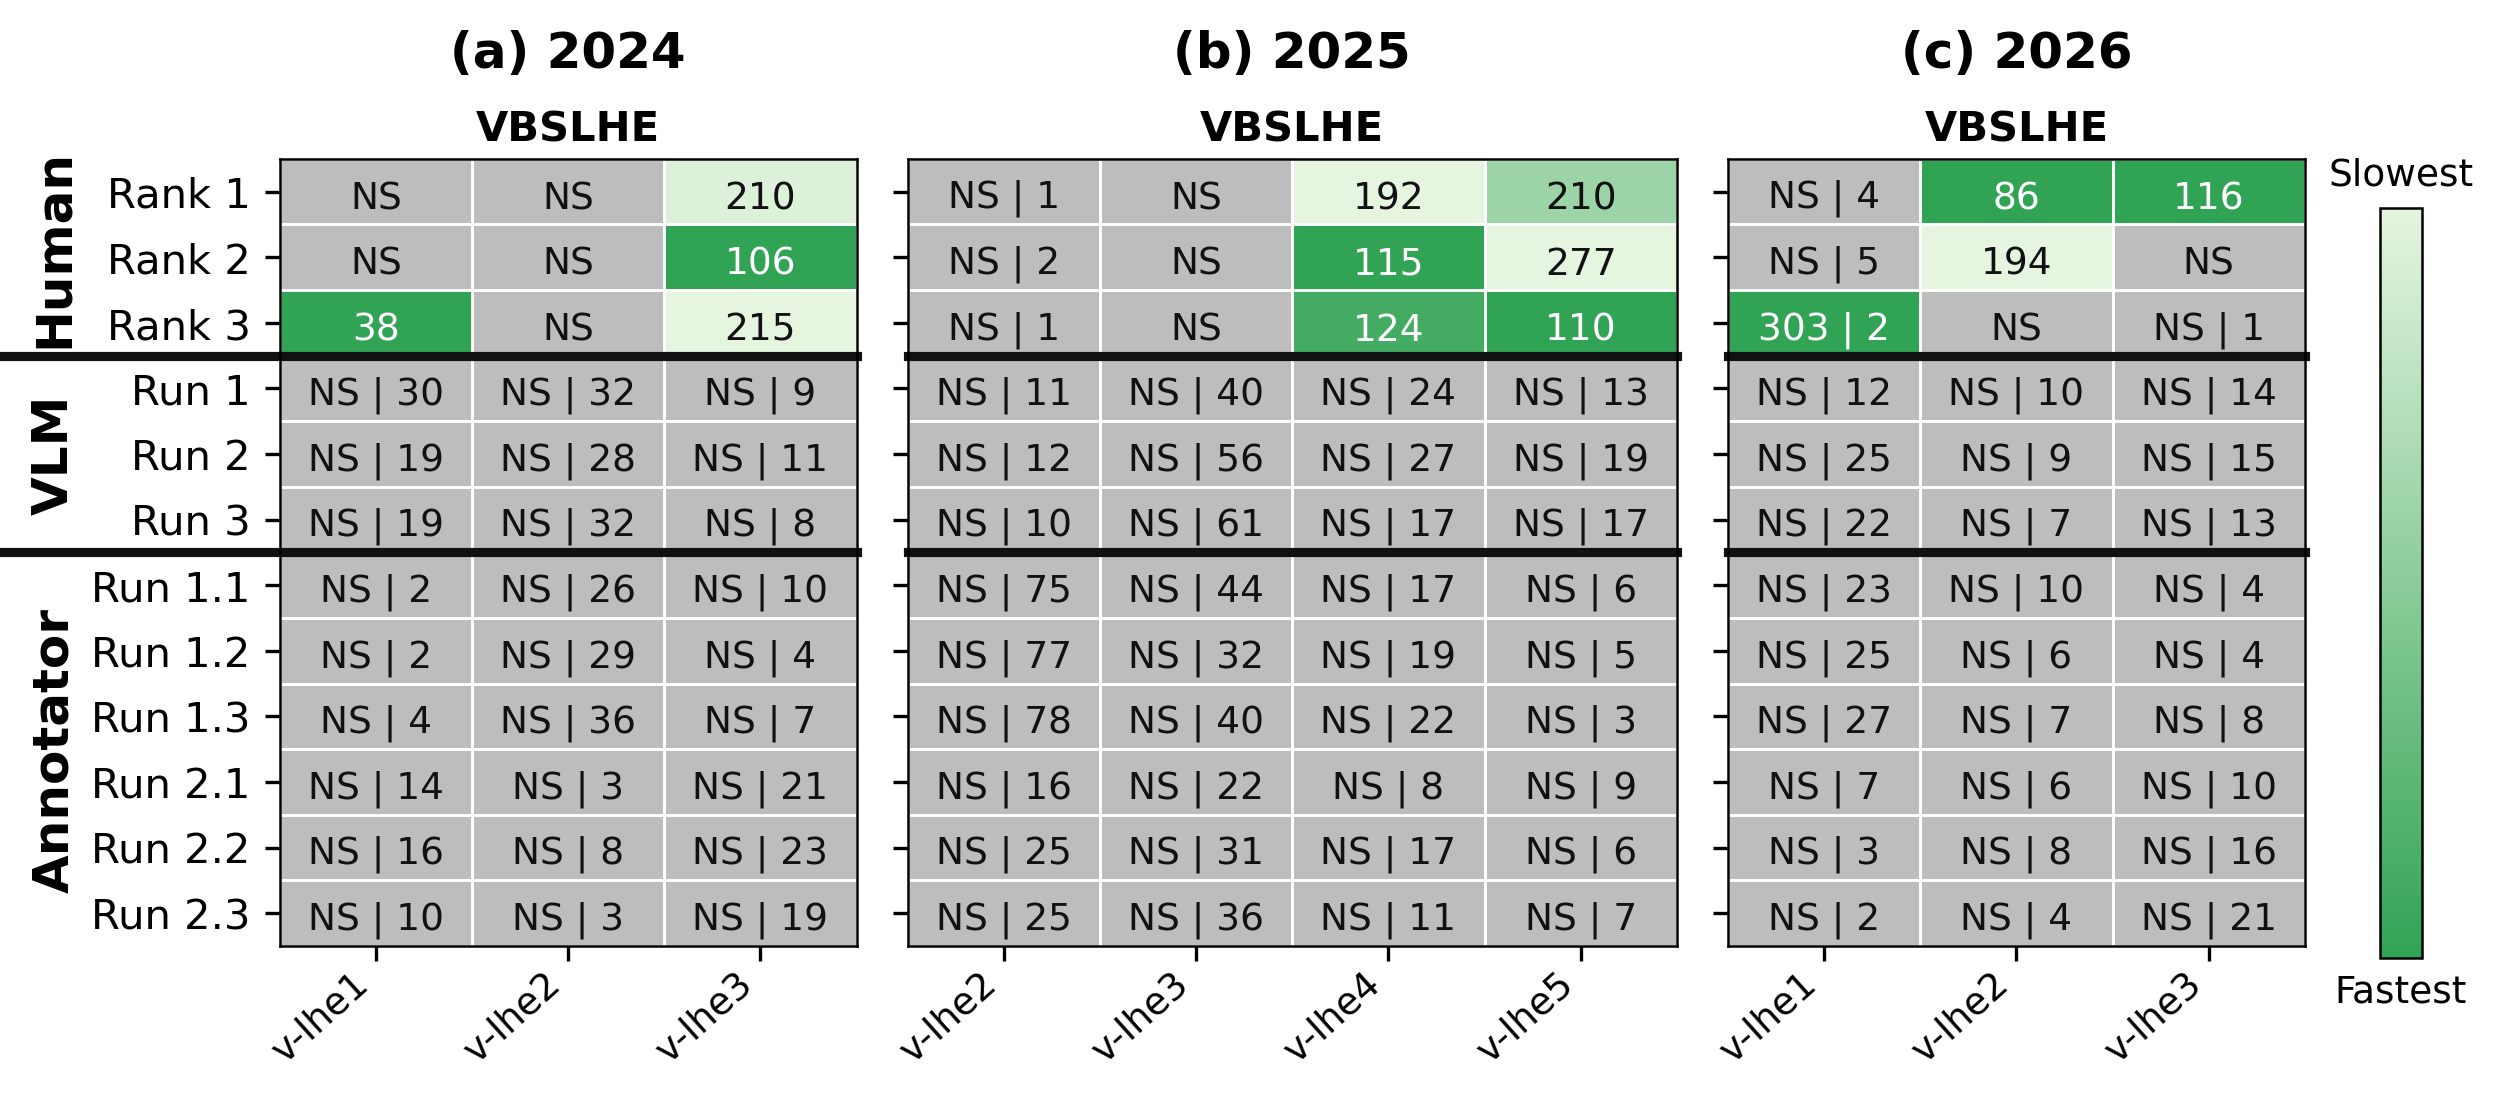 (a) 2024 (b) 2025 (c) 2026
VBSLHE VBSLHE VBSLHE
Human
Rank 1 NS NS 210 NS | 1 NS 192 210 NS | 4 86 116
Rank 2 NS NS 106 NS | 2 NS 115 277 NS | 5 194 NS
Rank 3 38 NS 215 NS | 1 NS 124 110 303 | 2 NS NS | 1
VLM
Run 1 NS | 30 NS | 32 NS | 9 NS | 11 NS | 40 NS | 24 NS | 13 NS | 12 NS | 10 NS | 14
Run 2 NS | 19 NS | 28 NS | 11 NS | 12 NS | 56 NS | 27 NS | 19 NS | 25 NS | 9 NS | 15
Run 3 NS | 19 NS | 32 NS | 8 NS | 10 NS | 61 NS | 17 NS | 17 NS | 22 NS | 7 NS | 13
Annotator
Run 1.1 NS | 2 NS | 26 NS | 10 NS | 75 NS | 44 NS | 17 NS | 6 NS | 23 NS | 10 NS | 4
Run 1.2 NS | 2 NS | 29 NS | 4 NS | 77 NS | 32 NS | 19 NS | 5 NS | 25 NS | 6 NS | 4
Run 1.3 NS | 4 NS | 36 NS | 7 NS | 78 NS | 40 NS | 22 NS | 3 NS | 27 NS | 7 NS | 8
Run 2.1 NS | 14 NS | 3 NS | 21 NS | 16 NS | 22 NS | 8 NS | 9 NS | 7 NS | 6 NS | 10
Run 2.2 NS | 16 NS | 8 NS | 23 NS | 25 NS | 31 NS | 17 NS | 6 NS | 3 NS | 8 NS | 16
Run 2.3 NS | 10 NS | 3 NS | 19 NS | 25 NS | 36 NS | 11 NS | 7 NS | 2 NS | 4 NS | 21
v-lhe1 v-lhe2 v-lhe3 v-lhe2 v-lhe3 v-lhe4 v-lhe5 v-lhe1 v-lhe2 v-lhe3
Slowest
Fastest